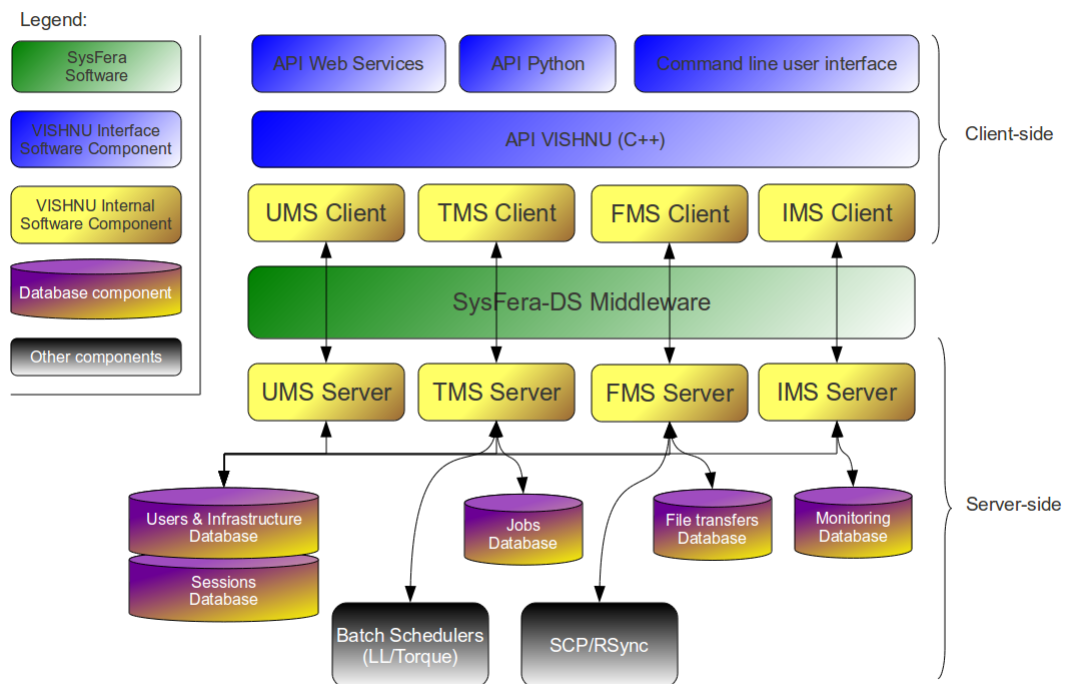 Legend:
SysFera
Software
VISHNU Interface
Software Component
VISHNU Internal
Software Component
Database component
Other components
API Web Services
API Python
Command line user interface
API VISHNU (C++)
UMS Client
TMS Client
FMS Client
IMS Client
Client-side
SysFera-DS Middleware
UMS Server
TMS Server
FMS Server
IMS Server
Users & Infrastructure
Database
Sessions
Database
Jobs
Database
File transfers
Database
Monitoring
Database
Server-side
Batch Schedulers
(LL/Torque)
SCP/RSync